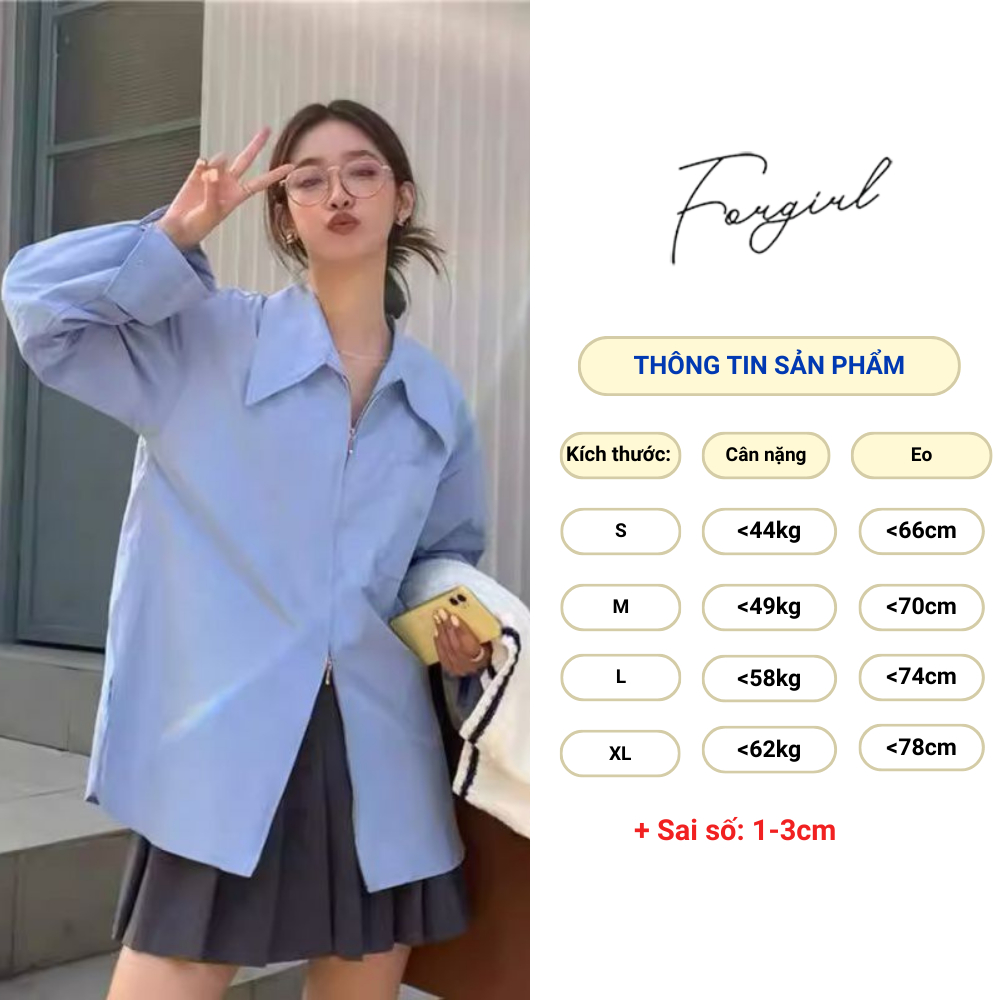 Forgirl
THÔNG TIN SẢN PHẨM
Kích thước: Cân nặng Eo
S <44kg <66cm
M <49kg <70cm
L <58kg <74cm
XL <62kg <78cm
+ Sai số: 1-3cm